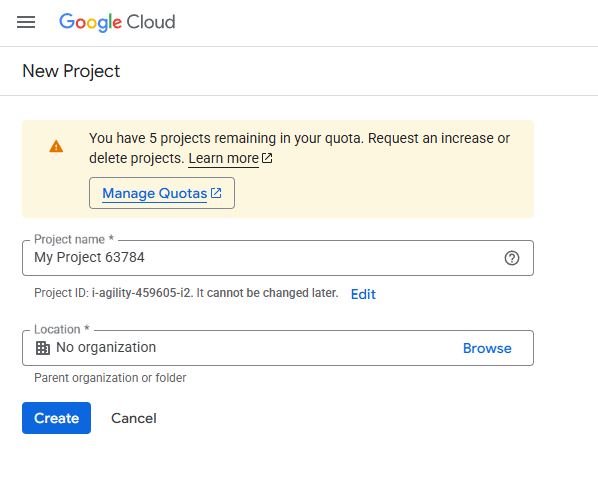 Google Cloud
New Project
You have 5 projects remaining in your quota. Request an increase or
delete projects. Learn more
Manage Quotas
Project name *
My Project 63784
Project ID: i-agility-459605-i2. It cannot be changed later. Edit
Location *
No organization Browse
Parent organization or folder
Create Cancel